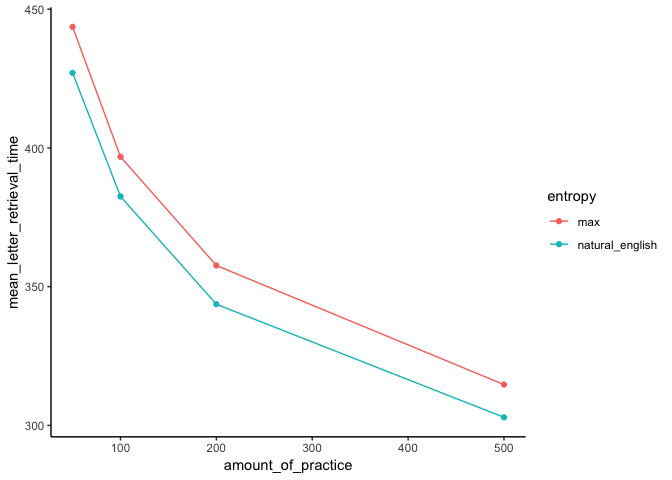 450
400
350
300
mean_letter_retrieval_time
100
200
300
400
500
amount_of_practice
entropy
max
natural_english